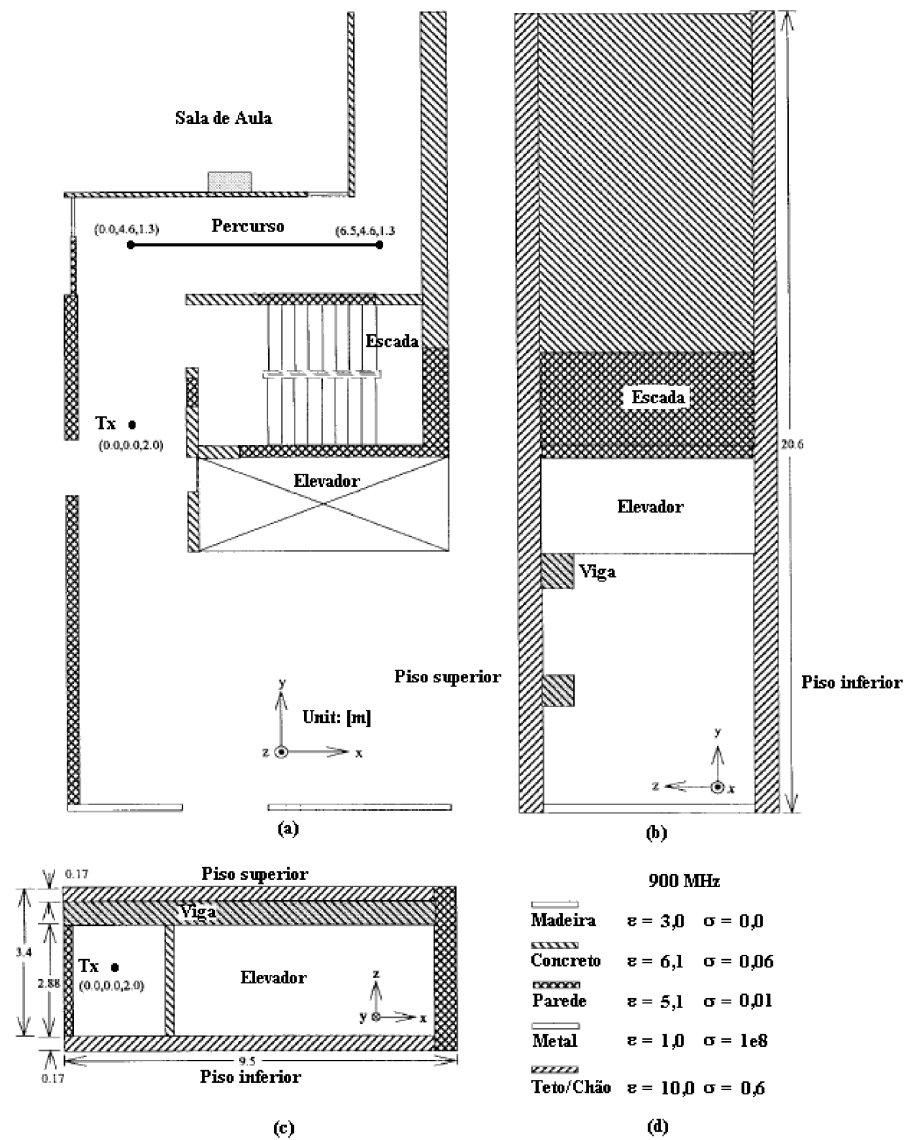 Sala de Aula
Percurso
(0.0,4.6,1.3)
(6.5,4.6,1.3
Escada
Tx
(0.0,0.0,2.0)
Elevador
y
Unit: [m]
z
x
(a)
Escada
20.6
Elevador
Viga
Piso superior
Piso inferior
y
z
x
(b)
0.17
Piso superior
Viga
3.4
2.88
Tx
(0.0,0.0,2.0)
Elevador
z
y
x
9.5
0.17
Piso inferior
(c)
900 MHz
Madeira ε = 3,0 σ = 0,0
Concreto ε = 6,1 σ = 0,06
Parede ε = 5,1 σ = 0,01
Metal ε = 1,0 σ = 1e8
Teto/Chão ε = 10,0 σ = 0,6
(d)